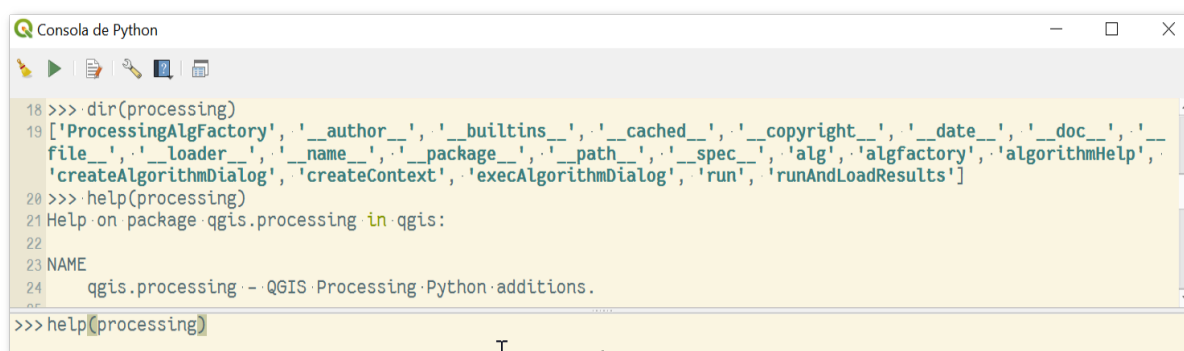 Consola de Python
18 >>> dir(processing)
19 ['ProcessingAlgFactory', '__author__', '__builtins__', '__cached__', '__copyright__', '__date__', '__doc__', '__
file__', '__loader__', '__name__', '__package__', '__path__', '__spec__', 'alg', 'algfactory', 'algorithmHelp',
'createAlgorithmDialog', 'createContext', 'execAlgorithmDialog', 'run', 'runAndLoadResults']
20 >>> help(processing)
21 Help on package qgis.processing in qgis:
22
23 NAME
24 qgis.processing - QGIS Processing Python additions.
>>> help(processing)